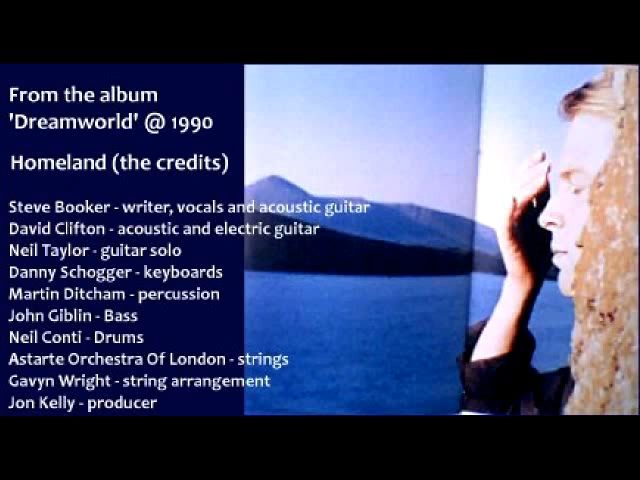 From the album
'Dreamworld' @ 1990
Homeland (the credits)
Steve Booker - writer, vocals and acoustic guitar
David Clifton - acoustic and electric guitar
Neil Taylor - guitar solo
Danny Schogger - keyboards
Martin Ditcham - percussion
John Giblin - Bass
Neil Conti - Drums
Astarte Orchestra Of London - strings
Gavyn Wright - string arrangement
Jon Kelly - producer